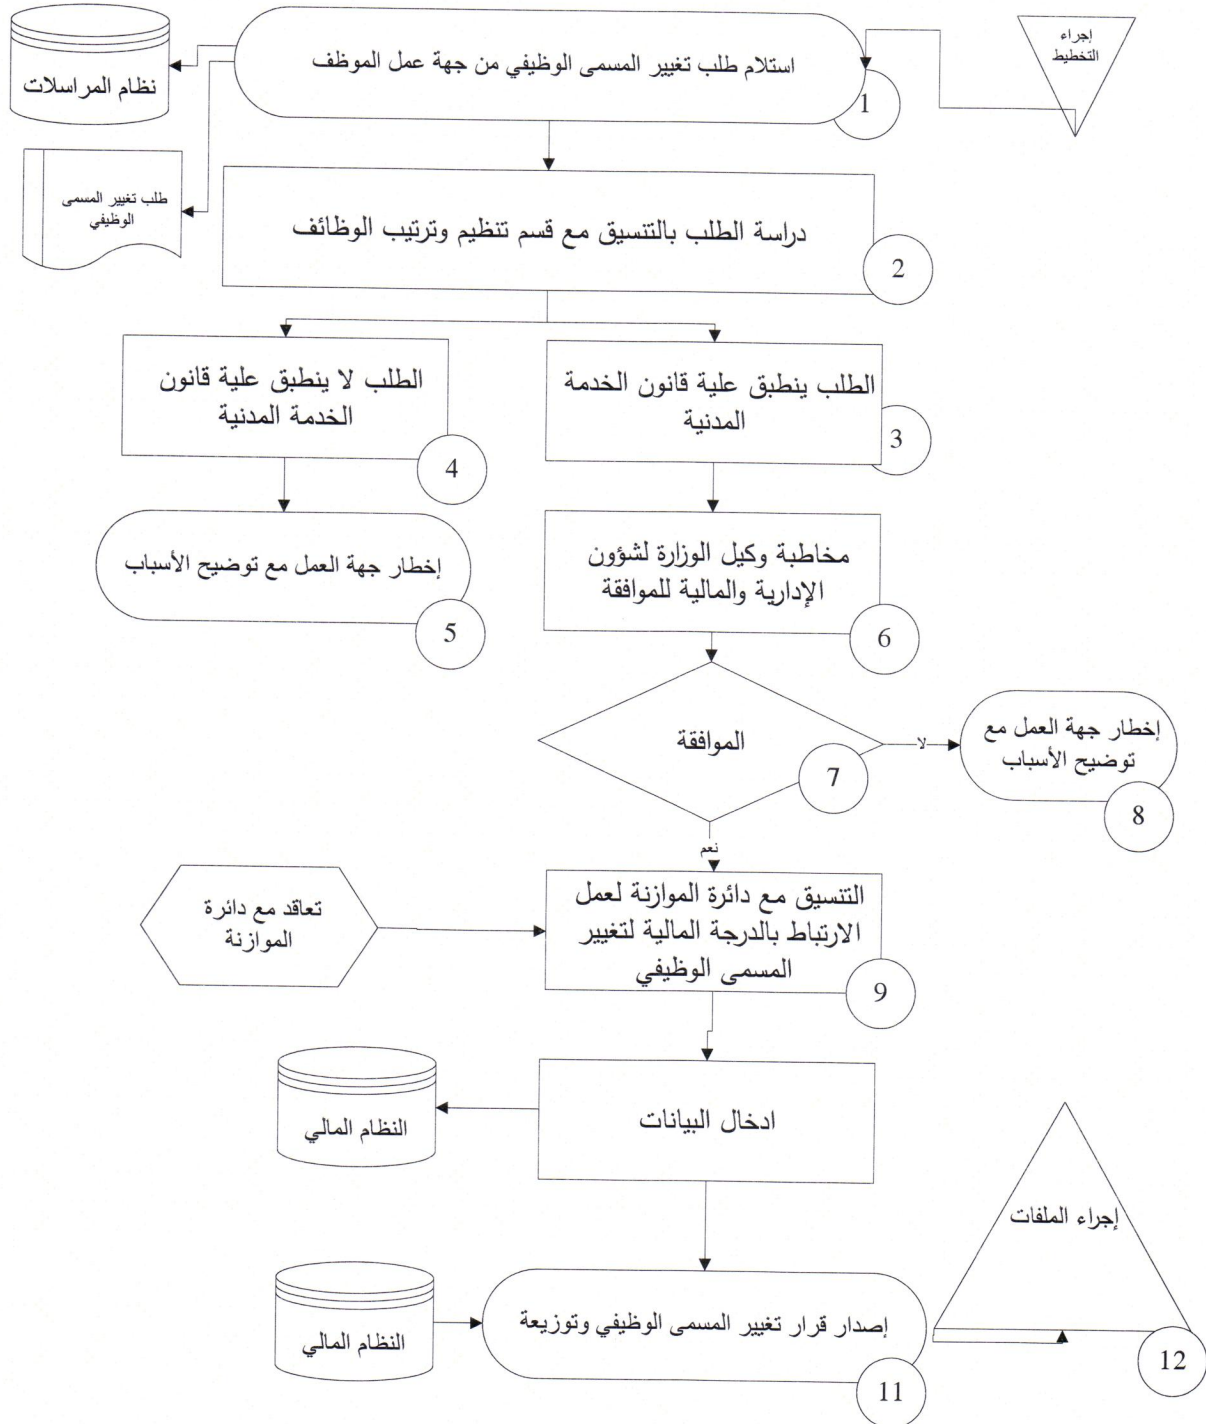 إجراء
التخطيط
استلام طلب تغيير المسمى الوظيفي من جهة عمل الموظف
1
نظام المراسلات
طلب تغيير المسمى
الوظيفي
دراسة الطلب بالتنسيق مع قسم تنظيم وترتيب الوظائف
2
الطلب ينطبق علية قانون الخدمة
المدنية
3
الطلب لا ينطبق علية قانون
الخدمة المدنية
4
إخطار جهة العمل مع توضيح الأسباب
5
مخاطبة وكيل الوزارة لشؤون
الإدارية والمالية للموافقة
6
الموافقة
7
لا
إخطار جهة العمل مع
توضيح الأسباب
8
نعم
التنسيق مع دائرة الموازنة لعمل
الارتباط بالدرجة المالية لتغيير
المسمى الوظيفي
9
تعاقد مع دائرة
الموازنة
ادخال البيانات
النظام المالي
إصدار قرار تغيير المسمى الوظيفي وتوزيعة
11
النظام المالي
إجراء الملفات
12